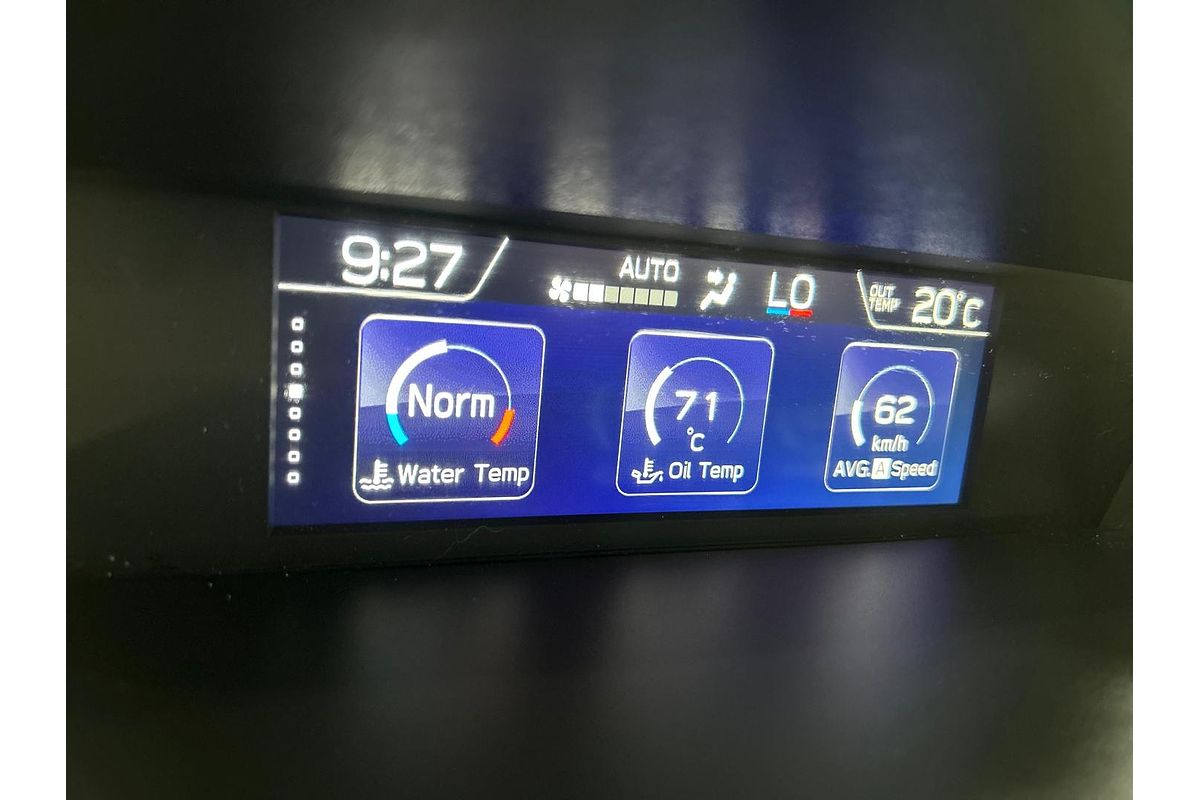 9:27
AUTO
LO
OUT
TEMP
20°C
Norm
Water Temp
71
°C
Oil Temp
62
km/h
AVG. A Speed